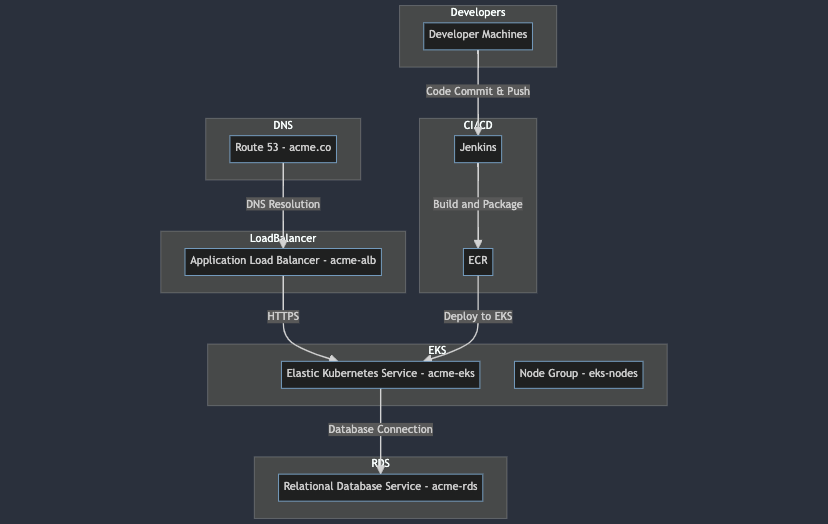 Developers
Developer Machines
Code Commit & Push
DNS
CI/CD
Route 53 - acme.co
Jenkins
DNS Resolution
Build and Package
LoadBalancer
Application Load Balancer - acme-alb
ECR
HTTPS
Deploy to EKS
EKS
Elastic Kubernetes Service - acme-eks
Node Group - eks-nodes
Database Connection
RDS
Relational Database Service - acme-rds